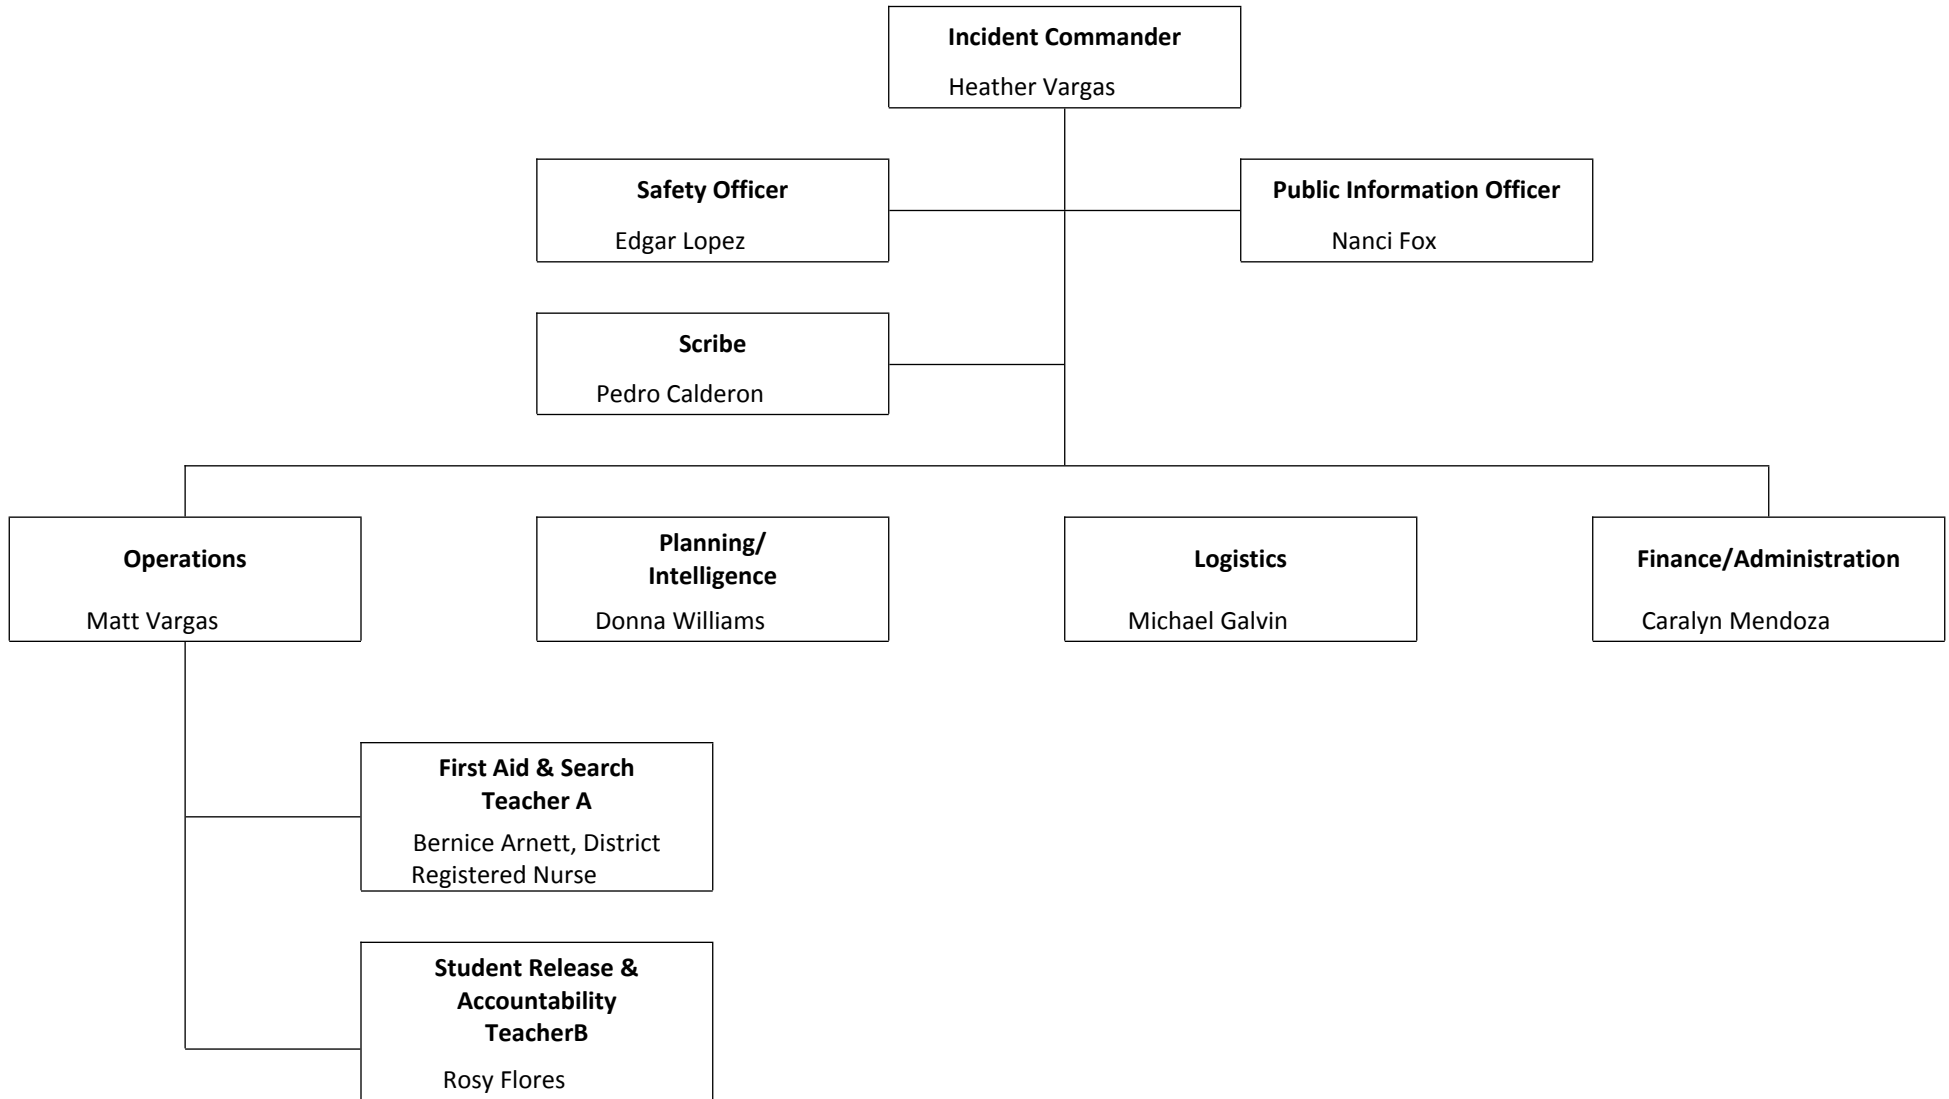 Incident Commander
Heather Vargas
Safety Officer
Edgar Lopez
Public Information Officer
Nanci Fox
Scribe
Pedro Calderon
Operations
Matt Vargas
Planning/
Intelligence
Donna Williams
Logistics
Michael Galvin
Finance/Administration
Caralyn Mendoza
First Aid & Search
Teacher A
Bernice Arnett, District
Registered Nurse
Student Release &
Accountability
TeacherB
Rosy Flores